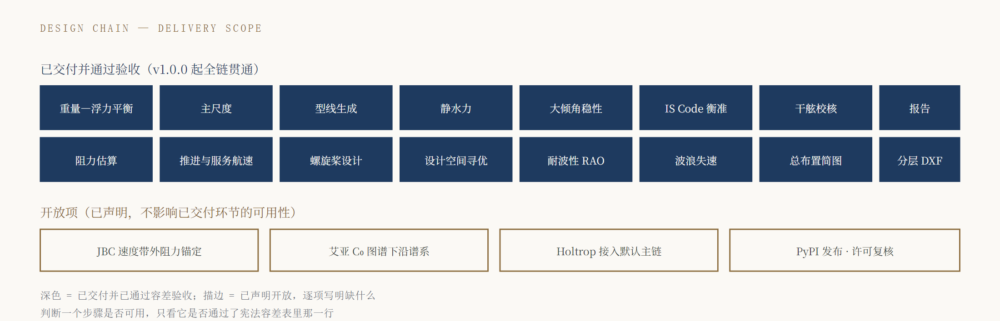 DESIGN CHAIN — DELIVERY SCOPE
已交付并通过验收（v1.0.0 起全链贯通）
重量—浮力平衡 主尺度 型线生成 静水力 大倾角稳性 IS Code 衡准 干舷校核 报告
阻力估算 推进与服务航速 螺旋桨设计 设计空间寻优 耐波性 RAO 波浪失速 总布置简图 分层 DXF
开放项（已声明，不影响已交付环节的可用性）
JBC 速度带外阻力锚定 艾亚 C₀ 图谱下沿谱系 Holtrop 接入默认主链 PyPI 发布 · 许可复核
深色 = 已交付并已通过容差验收；描边 = 已声明开放，逐项写明缺什么
判断一个步骤是否可用，只看它是否通过了宪法容差表里那一行